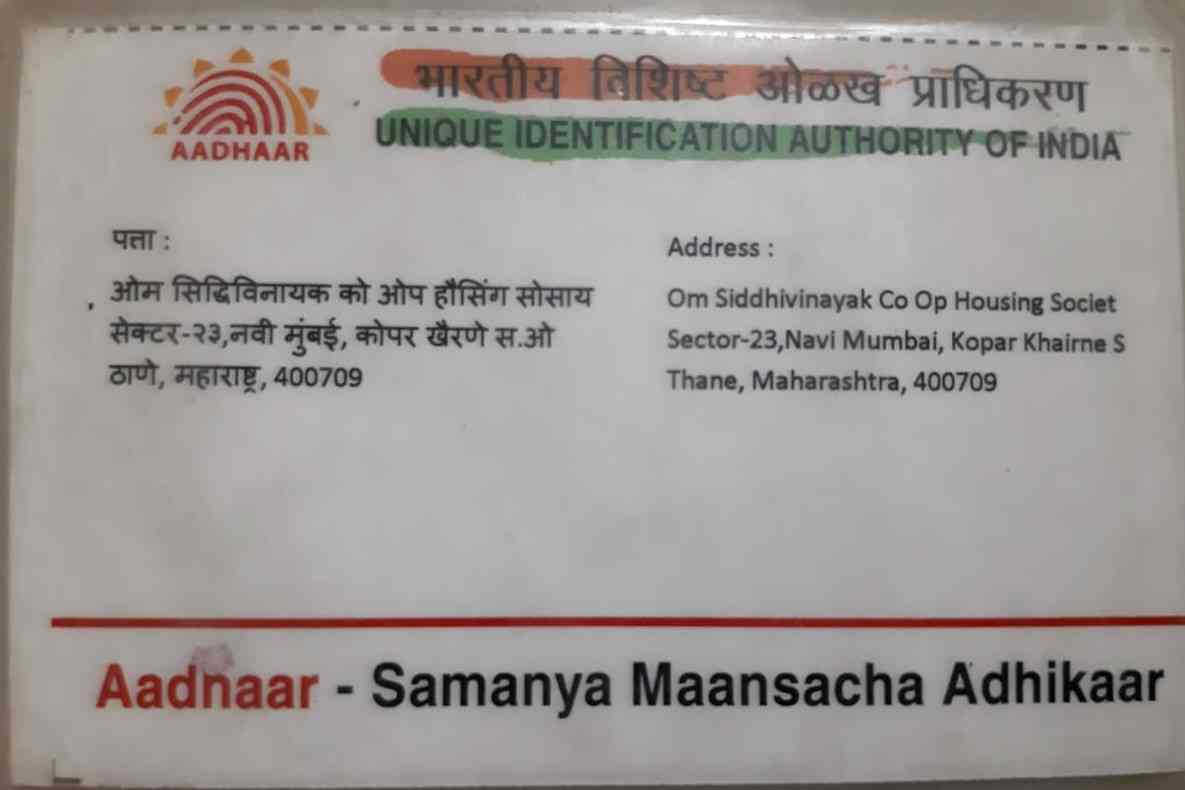 भारतीय विशिष्ट ओळख प्राधिकरण
AADHAAR
UNIQUE IDENTIFICATION AUTHORITY OF INDIA
पत्ता :
ओम सिद्धिविनायक को ओप हौसिंग सोसाय
सेक्टर-२३,नवी मुंबई, कोपर खैरणे स.ओ
ठाणे, महाराष्ट्र, 400709
Address :
Om Siddhivinayak Co Op Housing Societ
Sector-23,Navi Mumbai, Kopar Khairne S
Thane, Maharashtra, 400709
Aadhaar - Samanya Maansacha Adhikaar